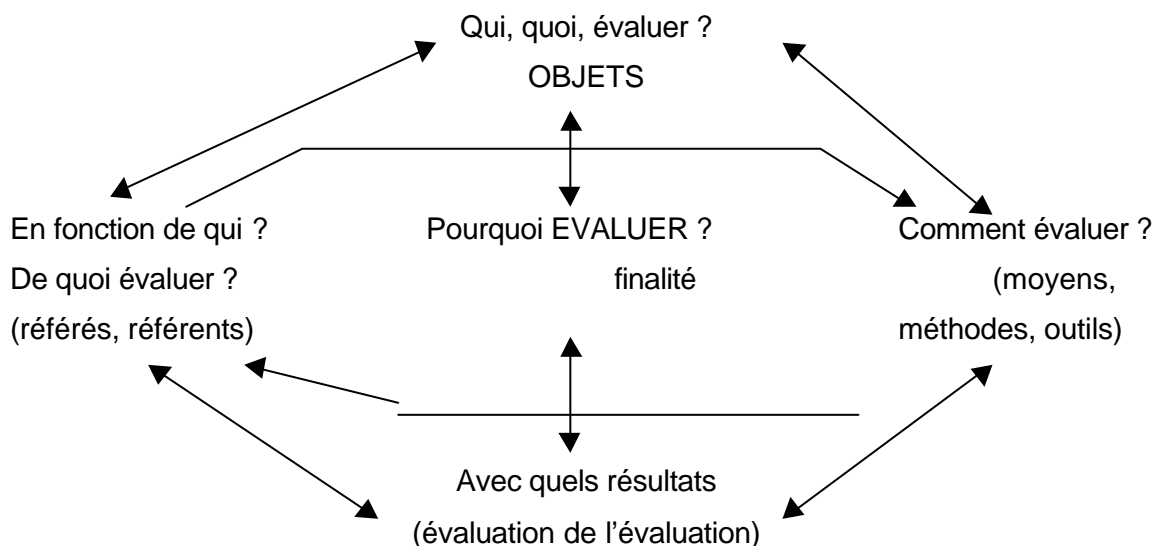 Qui, quoi, évaluer ?
OBJETS
En fonction de qui ?
De quoi évaluer ?
(référés, référents)
Pourquoi EVALUER ?
finalité
Comment évaluer ?
(moyens,
méthodes, outils)
Avec quels résultats
(évaluation de l'évaluation)